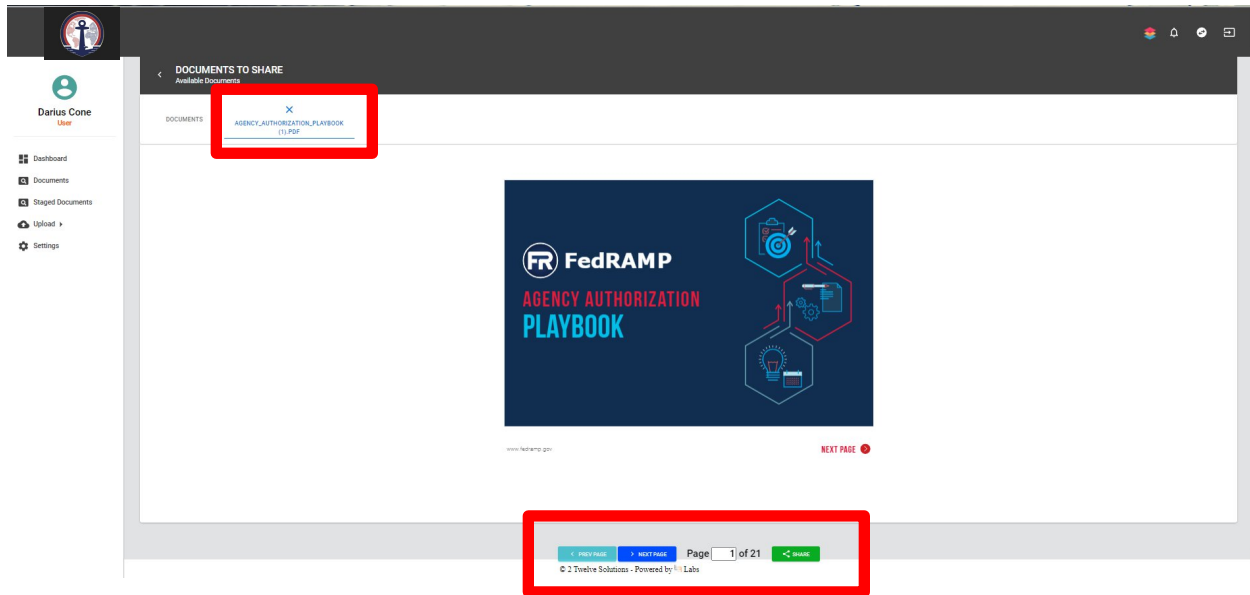 DOCUMENTS TO SHARE
Available Documents
Darius Cone
User
Dashboard
Documents
Staged Documents
Upload
Settings
DOCUMENTS
AGENCY_AUTHORIZATION_PLAYBOOK
(1).PDF
FR FedRAMP
AGENCY AUTHORIZATION
PLAYBOOK
www.fedramp.gov
NEXT PAGE
PREV PAGE NEXT PAGE Page 1 of 21 SHARE
© 2 Twelve Solutions - Powered by Labs